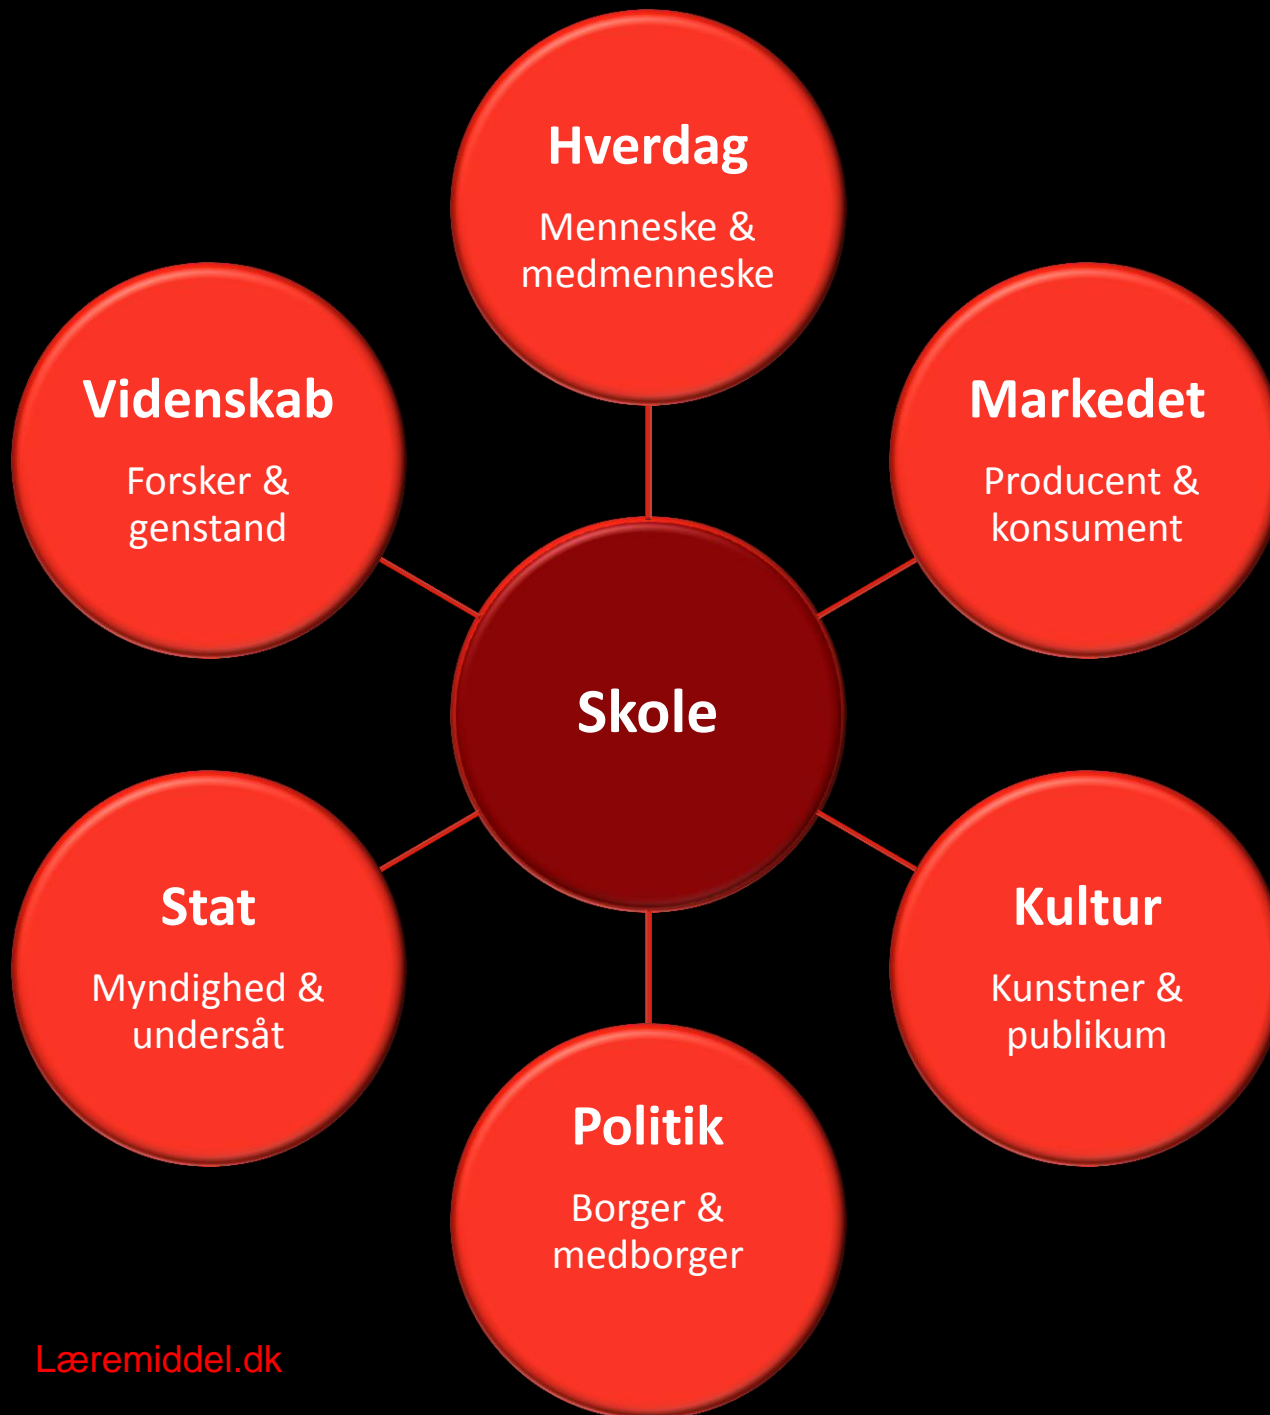 Hverdag
Menneske &
medmenneske
Videnskab
Forsker &
genstand
Markedet
Producent &
konsument
Skole
Stat
Myndighed &
undersåt
Kultur
Kunstner &
publikum
Politik
Borger &
medborger
Læremiddel.dk